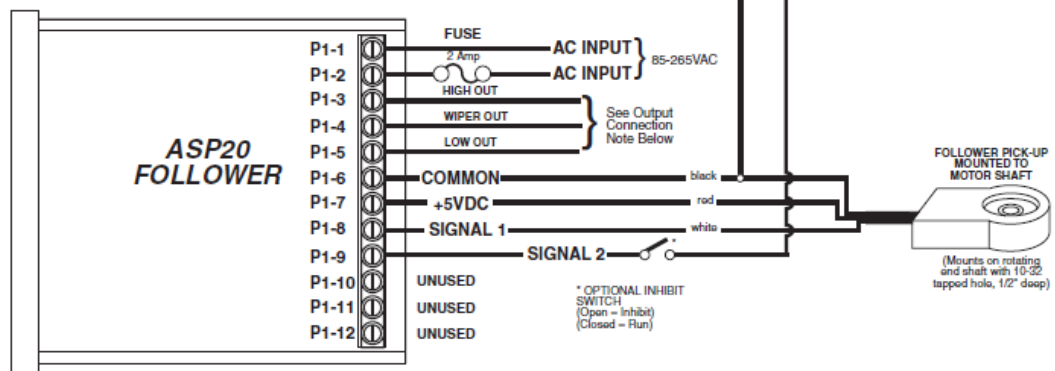 ASP20
FOLLOWER
P1-1
P1-2
P1-3
P1-4
P1-5
P1-6
P1-7
P1-8
P1-9
P1-10
P1-11
P1-12
FUSE
2 Amp
AC INPUT
AC INPUT
85-265VAC
HIGH OUT
WIPER OUT
LOW OUT
See Output
Connection
Note Below
COMMON
black
+5VDC
red
SIGNAL 1
white
SIGNAL 2
*
UNUSED
UNUSED
UNUSED
* OPTIONAL INHIBIT
SWITCH
(Open = Inhibit)
(Closed = Run)
FOLLOWER PICK-UP
MOUNTED TO
MOTOR SHAFT
(Mounts on rotating
end shaft with 10-32
tapped hole, 1/2" deep)